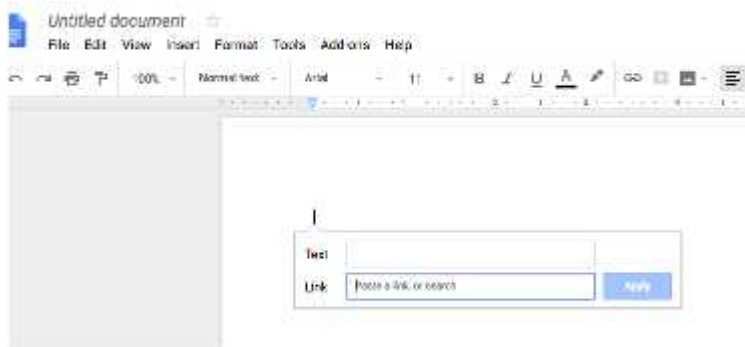 Untitled document
File Edit View Insert Format Tools Add-ons Help
100% Normal text Arial 11 B I U A
Text
Link Paste a link, or search Apply